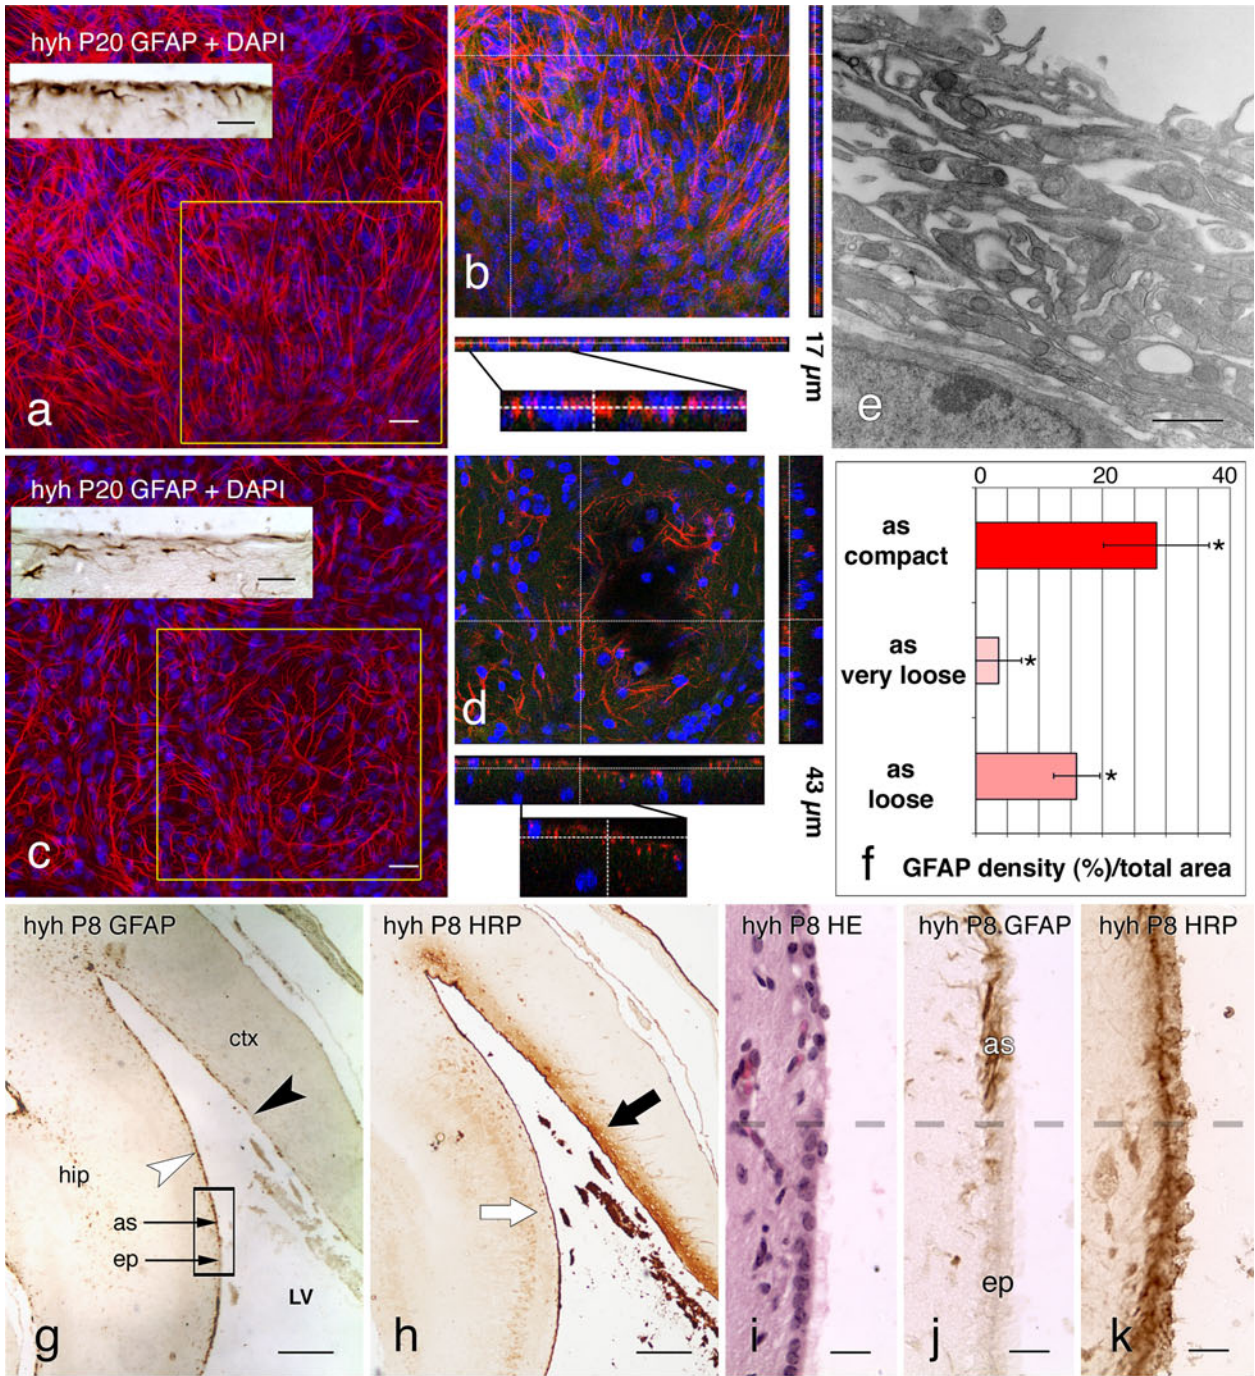 hyh P20 GFAP + DAPI
a
b
17 µm
e
hyh P20 GFAP + DAPI
c
d
43 µm
0 20 40
as
compact
*
as
very loose
*
as
loose
*
f
GFAP density (%)/total area
hyh P8 GFAP
ctx
hip
as
ep
LV
g
hyh P8 HRP
h
hyh P8 HE
i
hyh P8 GFAP
as
ep
j
hyh P8 HRP
k